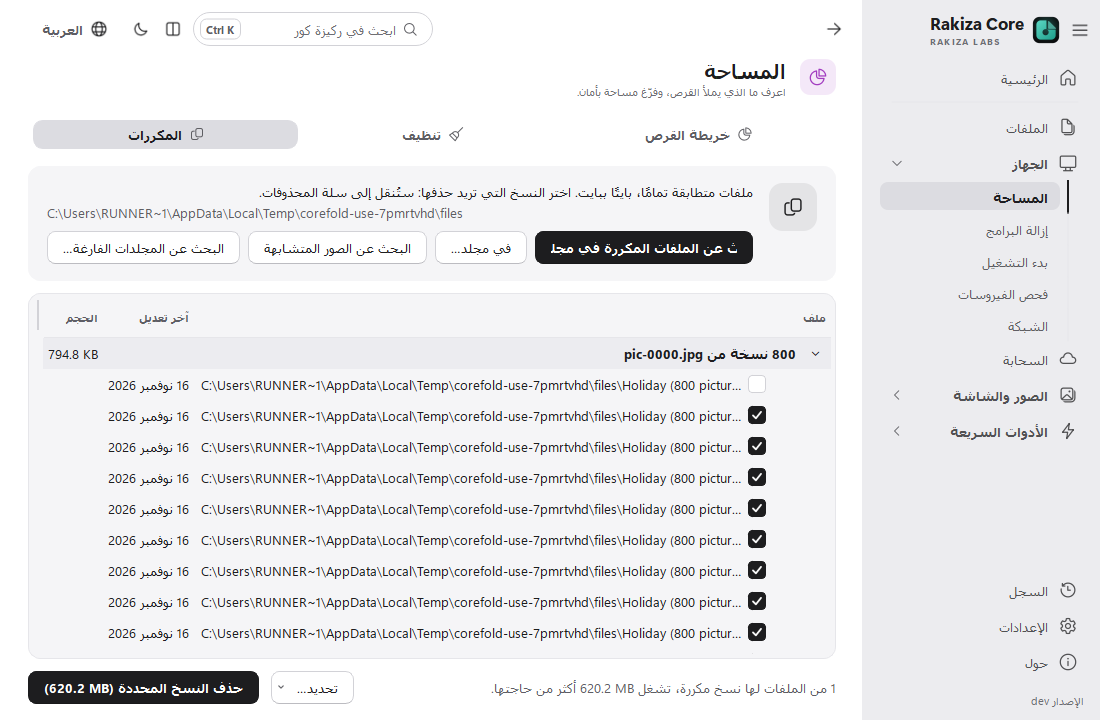 Rakiza Core
RAKIZA LABS
الرئيسية
الملفات
الجهاز
المساحة
إزالة البرامج
بدء التشغيل
فحص الفيروسات
الشبكة
السحابة
الصور والشاشة
الأدوات السريعة
السجل
الإعدادات
حول
الإصدار dev
ابحث في ركيزة كور
Ctrl K
العربية
المساحة
اعرف ما الذي يملأ القرص، وفرّغ مساحة بأمان.
خريطة القرص
تنظيف
المكررات
ملفات متطابقة تمامًا، بايتًا ببايت. اختر النسخ التي تريد حذفها: ستُنقل إلى سلة المحذوفات.
C:\Users\RUNNER~1\AppData\Local\Temp\corefold-use-7pmrtvhd\files
ث عن الملفات المكررة في مجل
في مجلد...
البحث عن الصور المتشابهة
البحث عن المجلدات الفارغة...
ملف آخر تعديل الحجم
800 نسخة من pic-0000.jpg 794.8 KB
C:\Users\RUNNER~1\AppData\Local\Temp\corefold-use-7pmrtvhd\files\Holiday (800 pictur... 16 نوفمبر 2026
C:\Users\RUNNER~1\AppData\Local\Temp\corefold-use-7pmrtvhd\files\Holiday (800 pictur... 16 نوفمبر 2026
C:\Users\RUNNER~1\AppData\Local\Temp\corefold-use-7pmrtvhd\files\Holiday (800 pictur... 16 نوفمبر 2026
C:\Users\RUNNER~1\AppData\Local\Temp\corefold-use-7pmrtvhd\files\Holiday (800 pictur... 16 نوفمبر 2026
C:\Users\RUNNER~1\AppData\Local\Temp\corefold-use-7pmrtvhd\files\Holiday (800 pictur... 16 نوفمبر 2026
C:\Users\RUNNER~1\AppData\Local\Temp\corefold-use-7pmrtvhd\files\Holiday (800 pictur... 16 نوفمبر 2026
C:\Users\RUNNER~1\AppData\Local\Temp\corefold-use-7pmrtvhd\files\Holiday (800 pictur... 16 نوفمبر 2026
C:\Users\RUNNER~1\AppData\Local\Temp\corefold-use-7pmrtvhd\files\Holiday (800 pictur... 16 نوفمبر 2026
C:\Users\RUNNER~1\AppData\Local\Temp\corefold-use-7pmrtvhd\files\Holiday (800 pictur... 16 نوفمبر 2026
1 من الملفات لها نسخ مكررة، تشغل 620.2 MB أكثر من حاجتها.
تحديد...
حذف النسخ المحددة (620.2 MB)